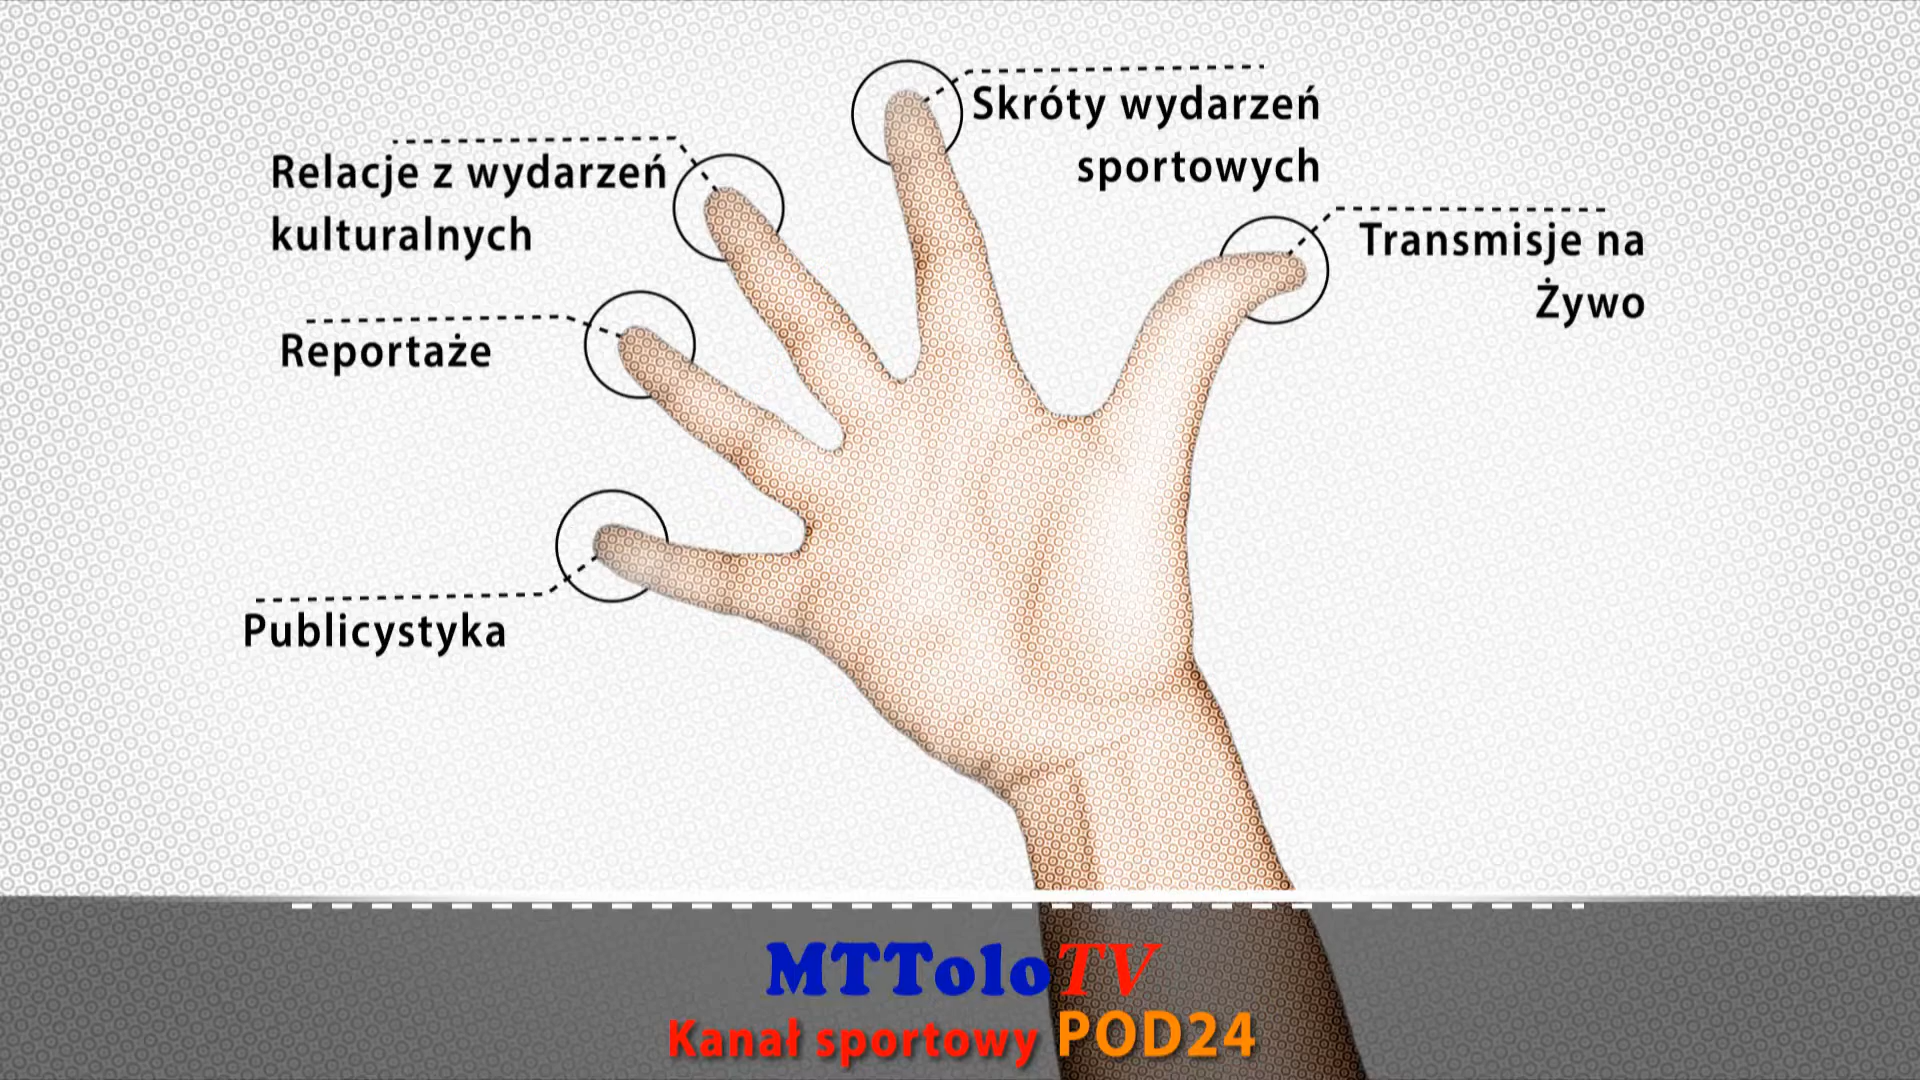 Skróty wydarzeń
sportowych
Relacje z wydarzeń
kulturalnych
Transmisje na
Żywo
Reportaże
Publicystyka
MTToloTV
Kanał sportowy POD24